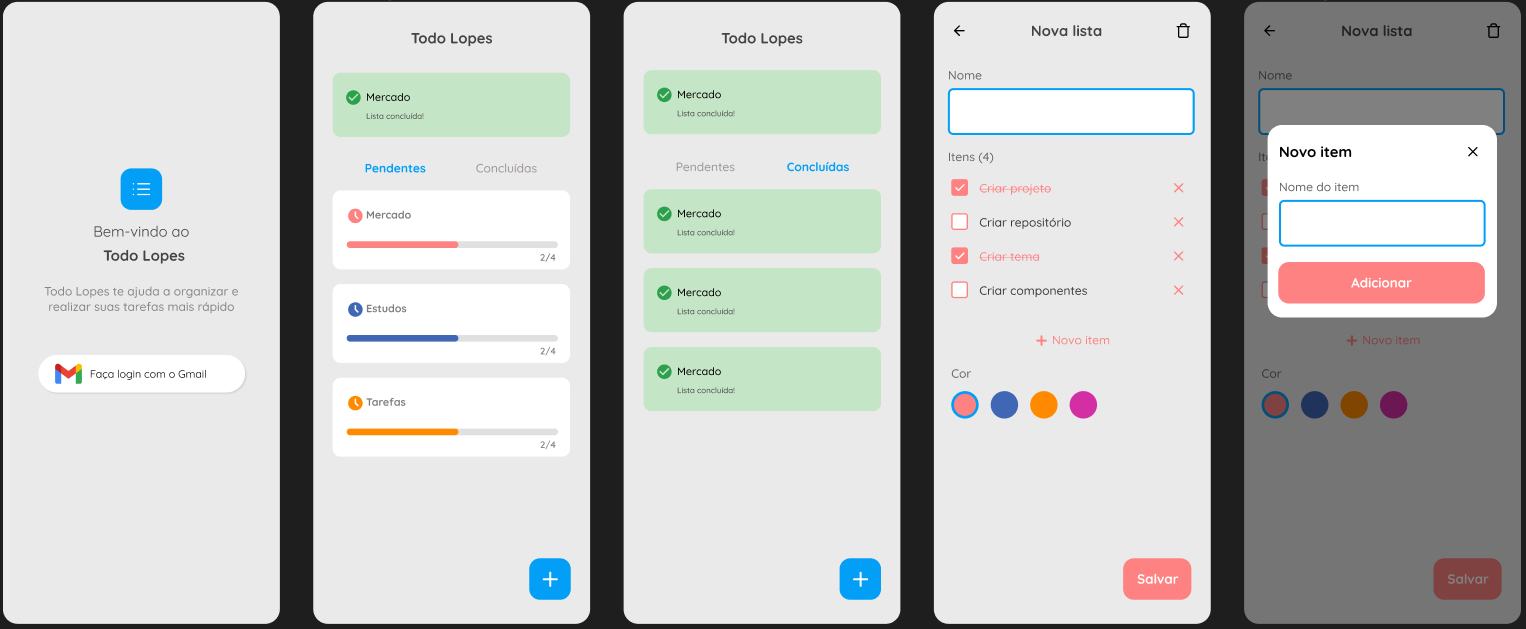 Bem-vindo ao
Todo Lopes
Todo Lopes te ajuda a organizar e
realizar suas tarefas mais rápido
Faça login com o Gmail
Todo Lopes
Mercado
Lista concluída!
Pendentes
Concluídas
Mercado
2/4
Estudos
2/4
Tarefas
2/4
Todo Lopes
Mercado
Lista concluída!
Pendentes
Concluídas
Mercado
Lista concluída!
Mercado
Lista concluída!
Mercado
Lista concluída!
Nova lista
Nome
Itens (4)
Criar projeto
Criar repositório
Criar tema
Criar componentes
+ Novo item
Cor
Salvar
Nova lista
Nome
Novo item
Nome do item
Adicionar
+ Novo item
Cor
Salvar